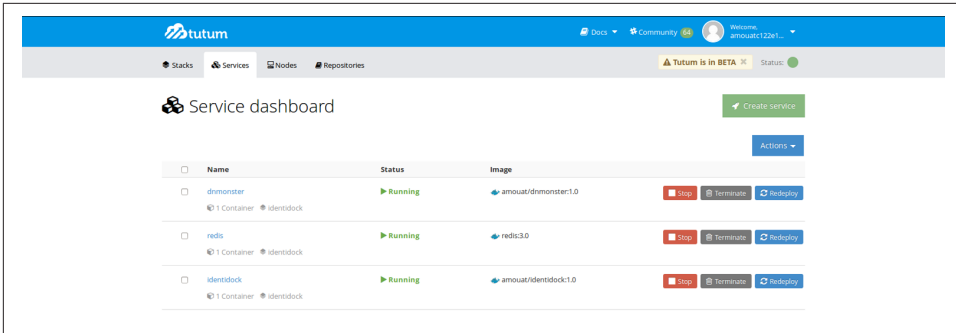 tutum
Docs Community 64 Welcome, amouatc122e1...
Stacks Services Nodes Repositories Tutum is in BETA × Status:
Service dashboard
Create service
Actions
Name Status Image
dnmonster Running amouat/dnmonster:1.0 Stop Terminate Redeploy
1 Container identidock
redis Running redis:3.0 Stop Terminate Redeploy
1 Container identidock
identidock Running amouat/identidock:1.0 Stop Terminate Redeploy
1 Container identidock